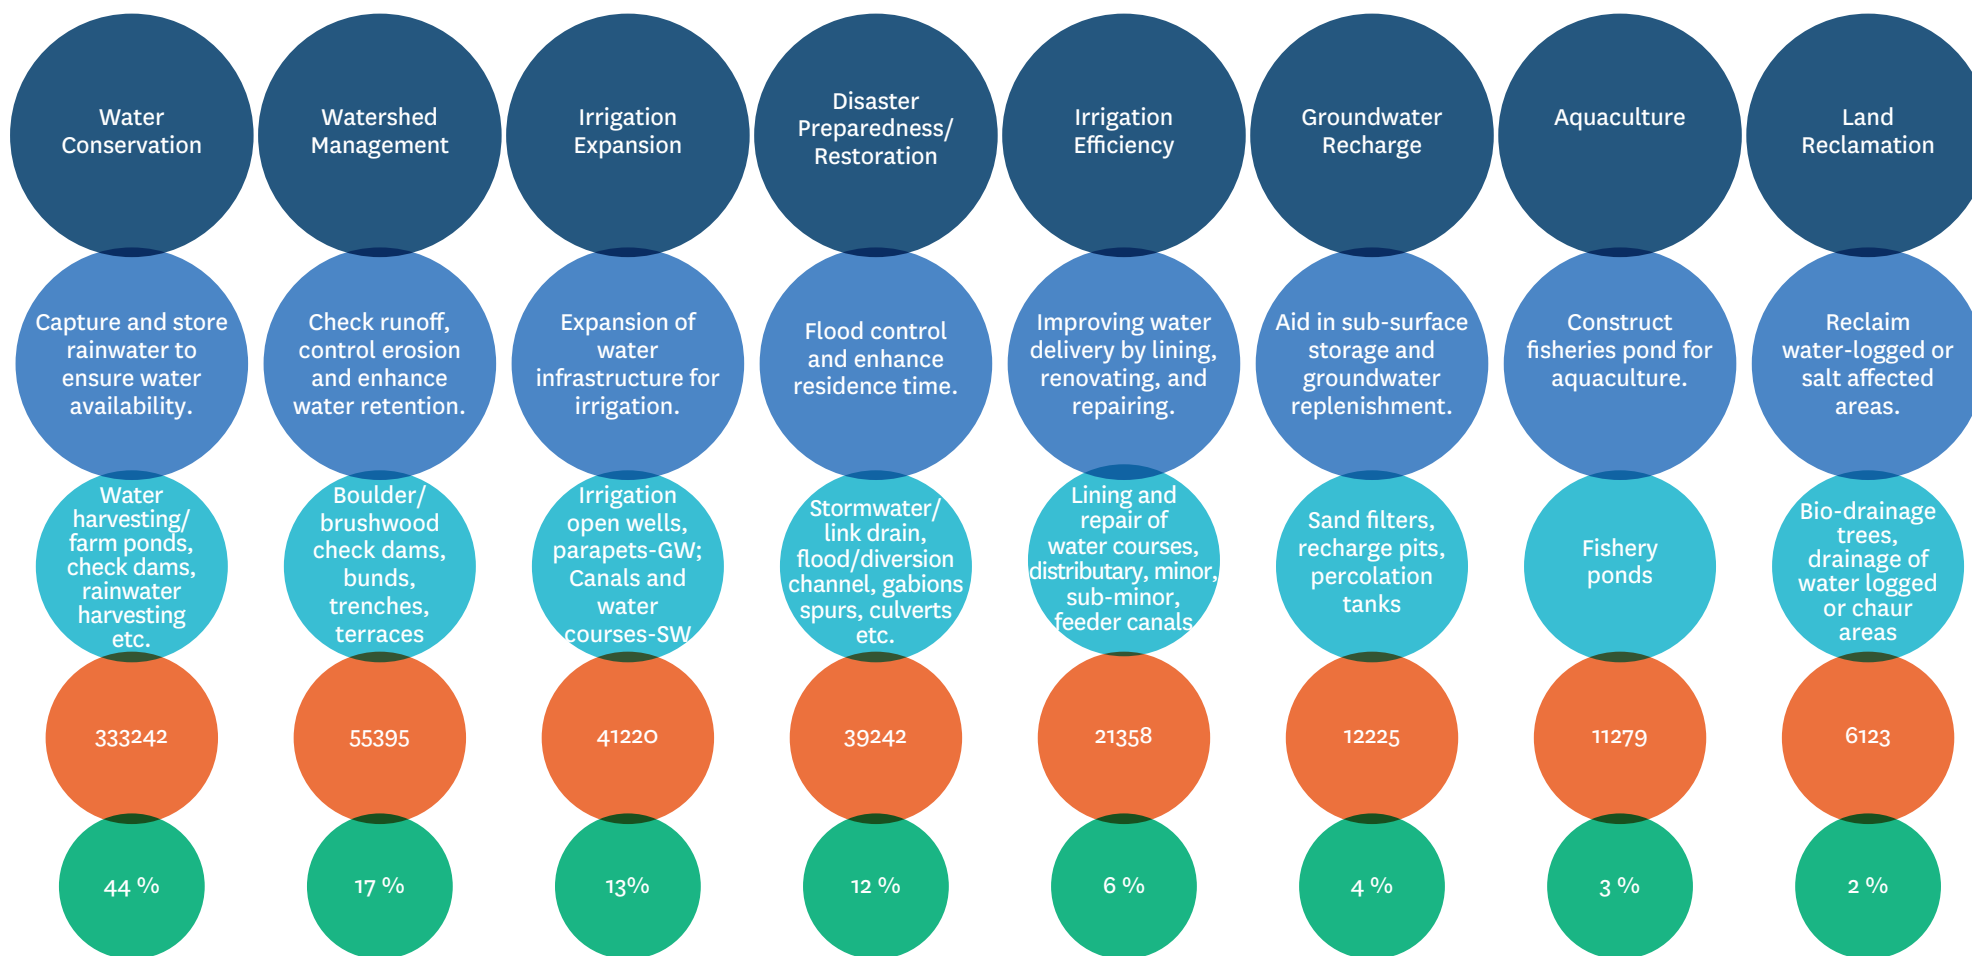 Water
Conservation
Watershed
Management
Irrigation
Expansion
Disaster
Preparedness/
Restoration
Irrigation
Efficiency
Groundwater
Recharge
Aquaculture
Land
Reclamation
Capture and store
rainwater to
ensure water
availability.
Check runoff,
control erosion
and enhance
water retention.
Expansion of
water
infrastructure for
irrigation.
Flood control
and enhance
residence time.
Improving water
delivery by lining,
renovating, and
repairing.
Aid in sub-surface
storage and
groundwater
replenishment.
Construct
fisheries pond for
aquaculture.
Reclaim
water-logged or
salt affected
areas.
Water
harvesting/
farm ponds,
check dams,
rainwater
harvesting
etc.
Boulder/
brushwood
check dams,
bunds,
trenches,
terraces
Irrigation
open wells,
parapets-GW;
Canals and
water
courses-SW
Stormwater/
link drain,
flood/diversion
channel, gabions
spurs, culverts
etc.
Lining and
repair of
water courses,
distributary, minor,
sub-minor,
feeder canals
Sand filters,
recharge pits,
percolation
tanks
Fishery
ponds
Bio-drainage
trees,
drainage of
water logged
or chaur
areas
333242
55395
41220
39242
21358
12225
11279
6123
44 %
17 %
13%
12 %
6 %
4 %
3 %
2 %